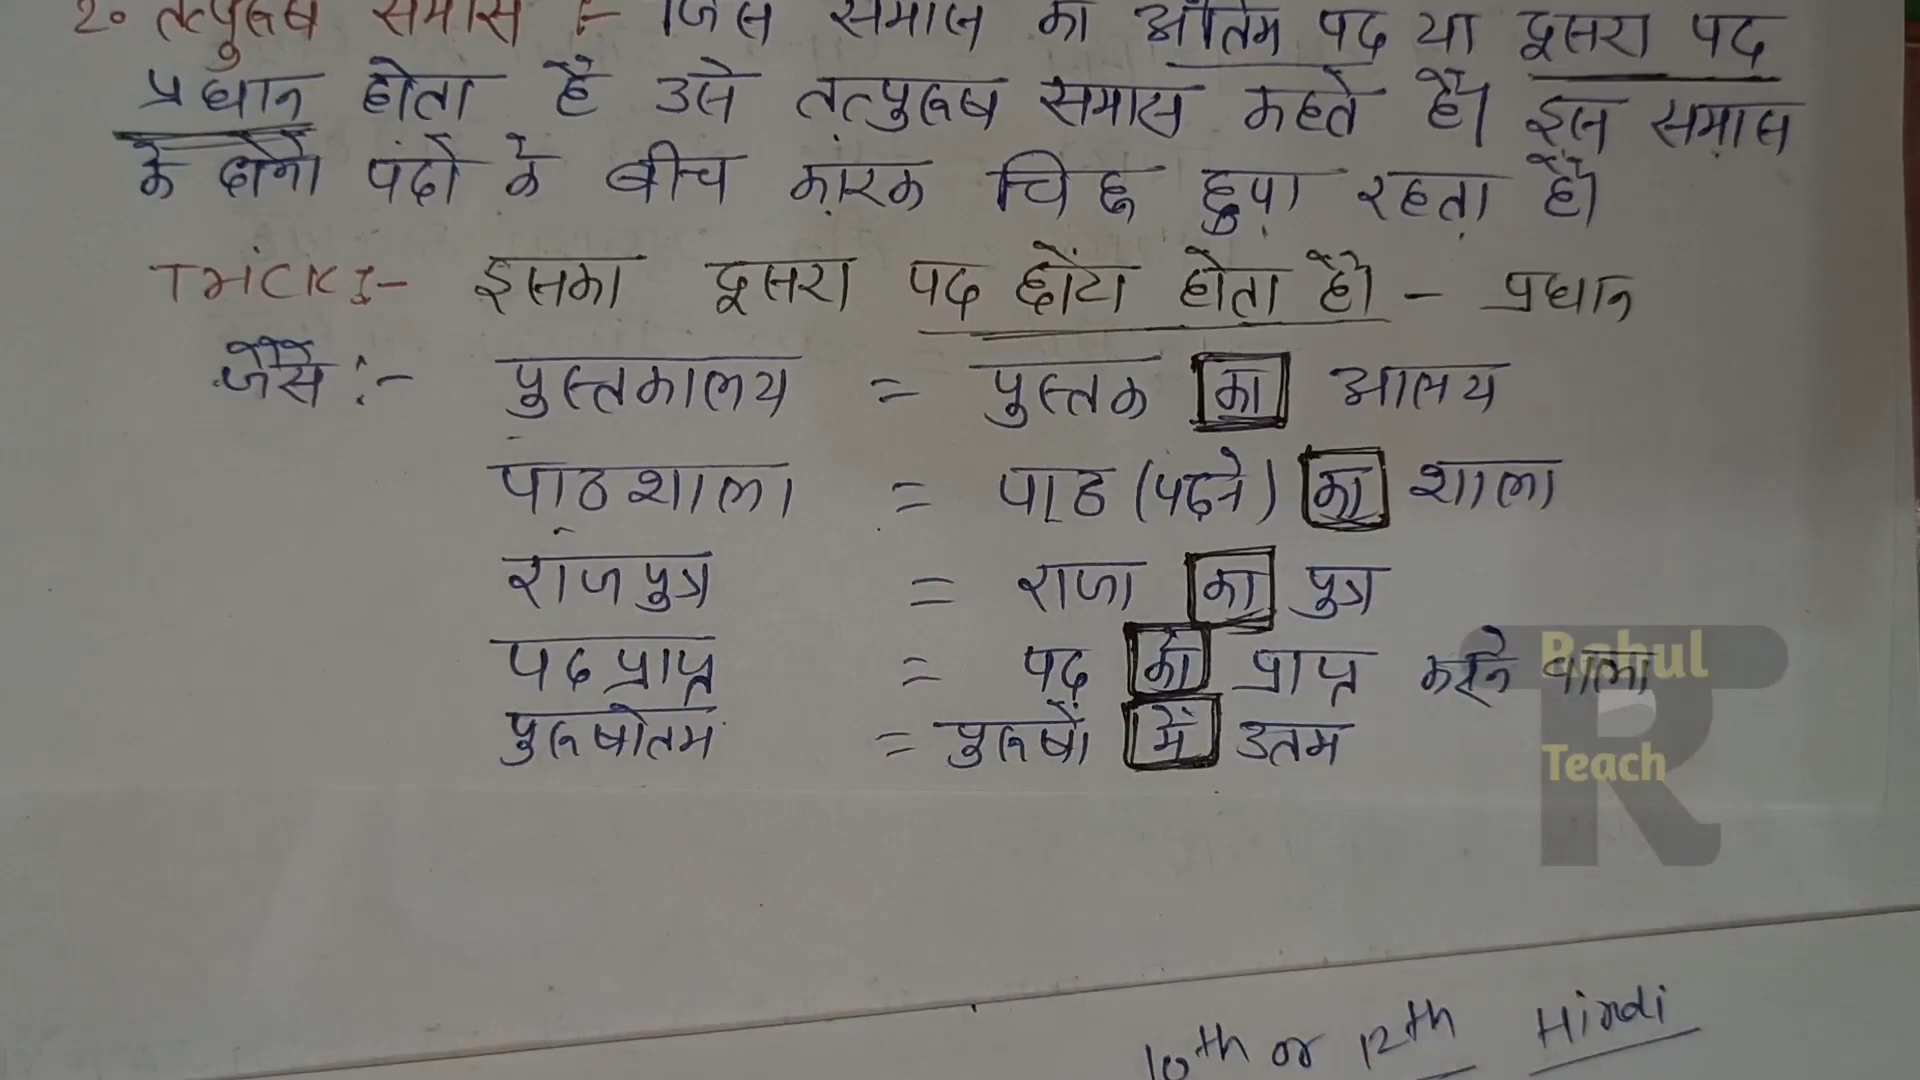 2. तत्पुरूष समास :- जिस समास का अंतिम पद या दूसरा पद
प्रधान होता है उसे तत्पुरूष समास कहते है। इस समास
के दोनो पदों के बीच कारक चिह्न छुपा रहता है।
Trick:- इसका दूसरा पद छोटा होता है। - प्रधान
जैसे :- पुस्तकालय = पुस्तक का आलय
पाठशाला = पाठ (पढ़ने) का शाला
राजपुत्र = राजा का पुत्र
पदप्राप्त = पद को प्राप्त करने वाला
पुरूषोतम = पुरूषों में उतम
Rahul
Teach
R
10th or 12th Hindi